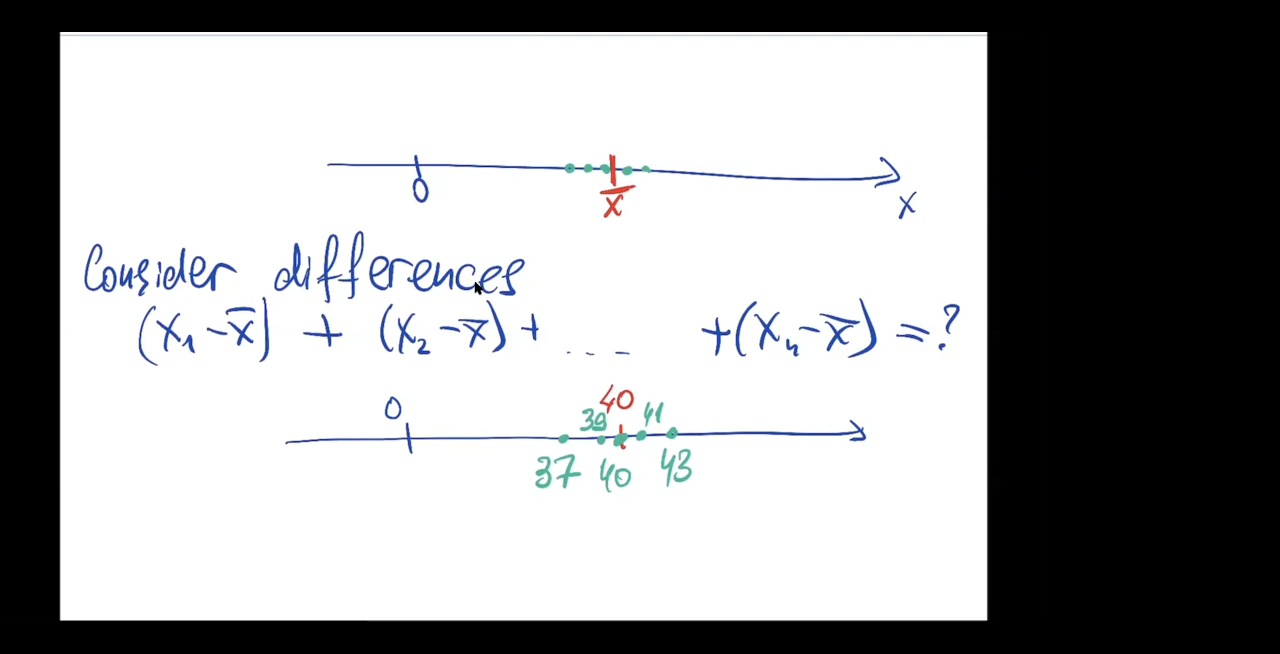 0
x̄
x
Consider differences
(x₁ - x̄) + (x₂ - x̄) + ... + (xₙ - x̄) = ?
0
40
39
41
37
40
43